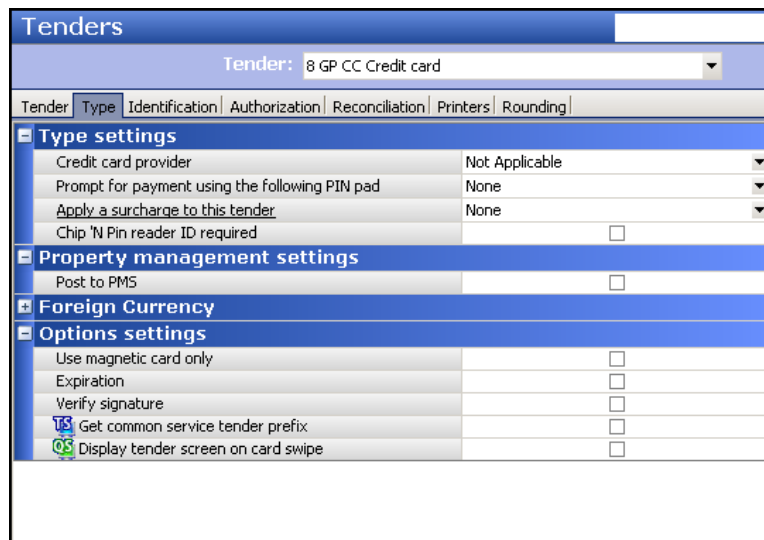 Tenders
Tender: 8 GP CC Credit card
Tender Type Identification Authorization Reconciliation Printers Rounding
Type settings
Credit card provider Not Applicable
Prompt for payment using the following PIN pad None
Apply a surcharge to this tender None
Chip 'N Pin reader ID required
Property management settings
Post to PMS
Foreign Currency
Options settings
Use magnetic card only
Expiration
Verify signature
TS Get common service tender prefix
QS Display tender screen on card swipe